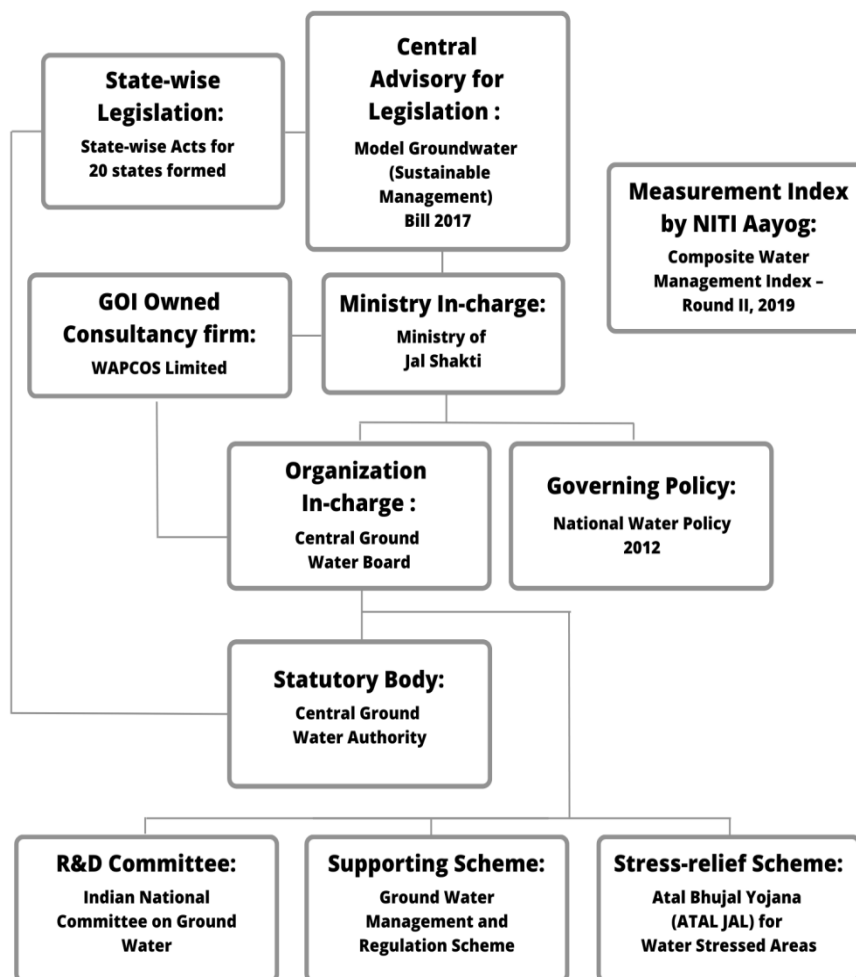 State-wise
Legislation:
State-wise Acts for
20 states formed
Central
Advisory for
Legislation :
Model Groundwater
(Sustainable
Management)
Bill 2017
Measurement Index
by NITI Aayog:
Composite Water
Management Index –
Round II, 2019
GOI Owned
Consultancy firm:
WAPCOS Limited
Ministry In-charge:
Ministry of
Jal Shakti
Organization
In-charge :
Central Ground
Water Board
Governing Policy:
National Water Policy
2012
Statutory Body:
Central Ground
Water Authority
R&D Committee:
Indian National
Committee on Ground
Water
Supporting Scheme:
Ground Water
Management and
Regulation Scheme
Stress-relief Scheme:
Atal Bhujal Yojana
(ATAL JAL) for
Water Stressed Areas